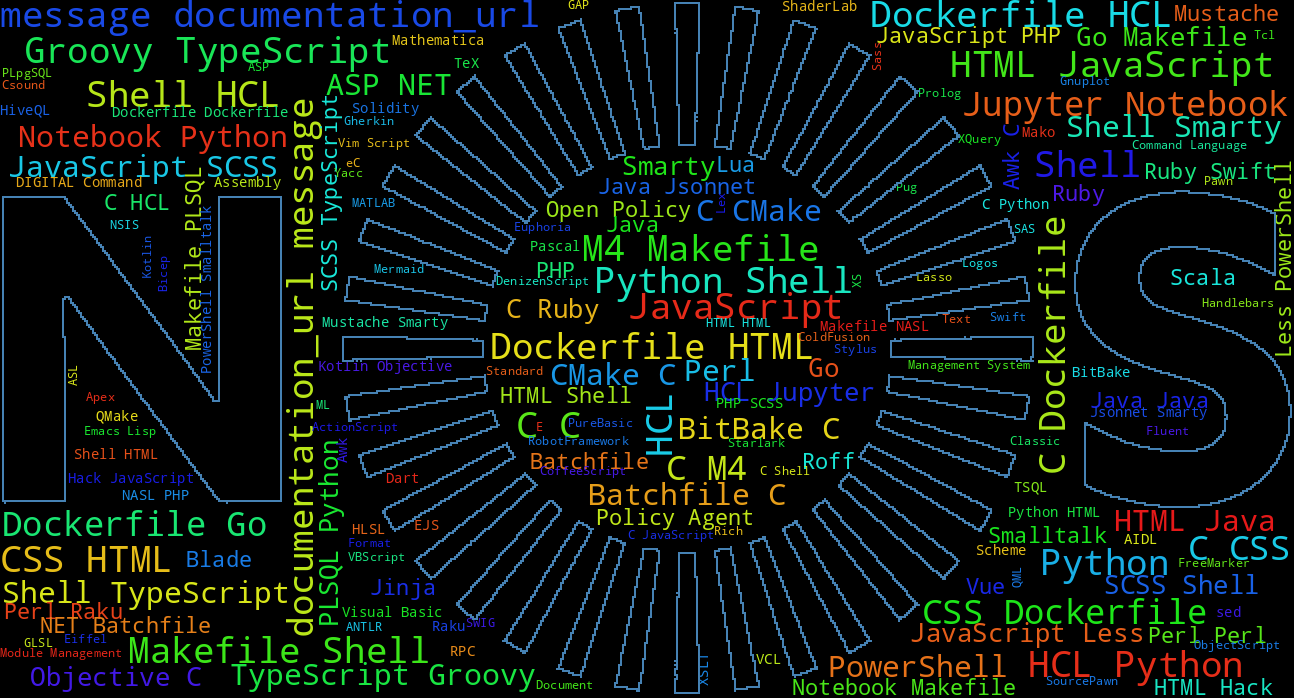 message documentation_url
GAP
ShaderLab
Dockerfile HCL
Mustache
Groovy TypeScript
Mathematica
JavaScript PHP
Go Makefile
Tcl
PLpgSQL
ASP
TeX
Sass
HTML JavaScript
Csound
Shell HCL
ASP NET
Gnuplot
HiveQL
Dockerfile Dockerfile
Solidity
Prolog
Jupyter Notebook
Gherkin
Notebook Python
Vim Script
XQuery
C
Mako
Shell Smarty
Command Language
JavaScript SCSS
eC
Yacc
Smarty
Lua
Awk
Shell
Ruby Swift
DIGITAL Command
Assembly
Java Jsonnet
Pug
Ruby
Pawn
C HCL
MATLAB
Open Policy
Lex
C CMake
C Python
NSIS
Euphoria
Java
SAS
Makefile PLSQL
PowerShell Smalltalk
documentation_url message
SCSS TypeScript
Kotlin
Bicep
Pascal
M4 Makefile
Less PowerShell
Mermaid
PHP
Logos
DenizenScript
Python Shell
XS
Lasso
Scala
C Ruby
JavaScript
Handlebars
Mustache Smarty
HTML HTML
Makefile NASL
Text
Swift
ColdFusion
Dockerfile HTML
Stylus
Kotlin Objective
Standard
CMake C
Perl
Go
Management System
BitBake
ASL
Apex
HTML Shell
HCL Jupyter
C Dockerfile
Java Java
QMake
ML
PHP SCSS
Jsonnet Smarty
Emacs Lisp
ActionScript
C C
E
PureBasic
HCL
BitBake C
Fluent
Shell HTML
Awk
RobotFramework
Starlark
Classic
Hack JavaScript
Dart
Batchfile
CoffeeScript
C M4
C Shell
Roff
NASL PHP
Batchfile C
TSQL
Dockerfile Go
PLSQL Python
HLSL
EJS
Policy Agent
Python HTML
HTML Java
Format
C JavaScript
Rich
Smalltalk
AIDL
CSS HTML
Blade
VBScript
Scheme
Python
C CSS
FreeMarker
Shell TypeScript
Jinja
Vue
QML
SCSS Shell
Perl Raku
Visual Basic
CSS Dockerfile
sed
NET Batchfile
ANTLR
Raku
SWIG
JavaScript Less
Perl Perl
GLSL
Eiffel
ObjectScript
Module Management
Makefile Shell
RPC
XSLT
VCL
PowerShell
HCL Python
Objective C
TypeScript Groovy
Document
Notebook Makefile
SourcePawn
HTML Hack